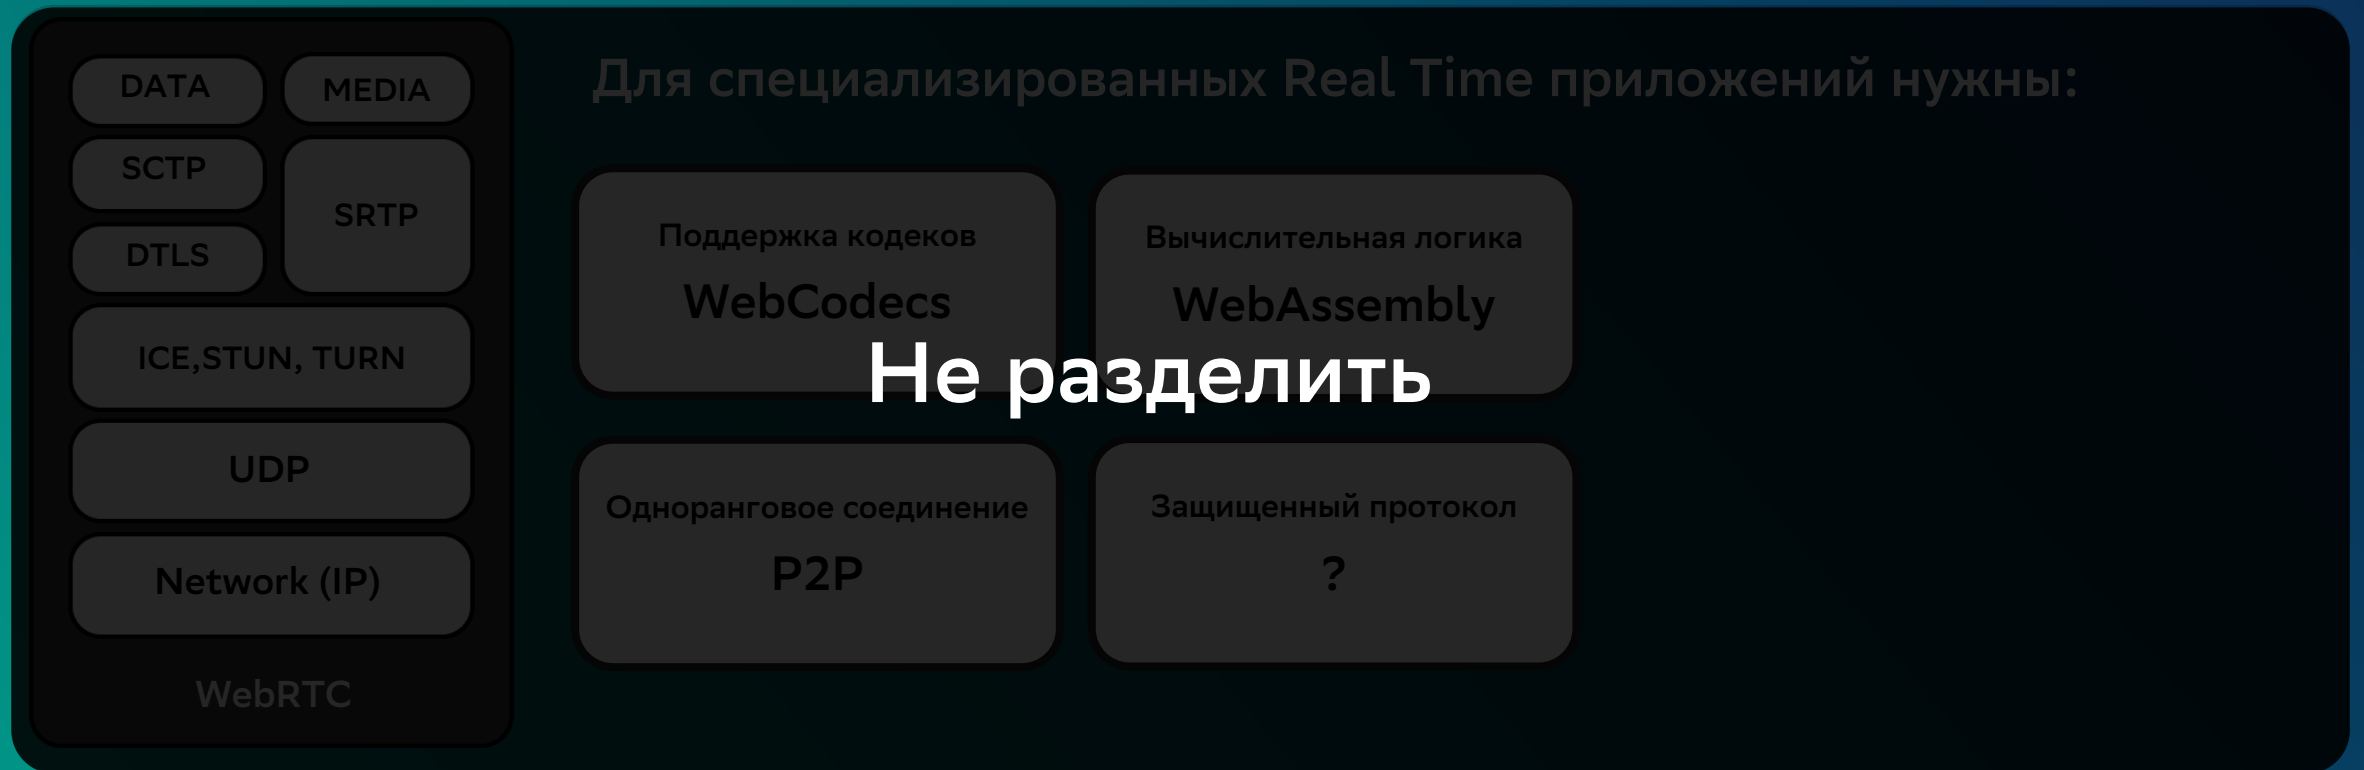 DATA
MEDIA
SCTP
SRTP
DTLS
ICE,STUN, TURN
UDP
Network (IP)
WebRTC
Для специализированных Real Time приложений нужны:
Поддержка кодеков
WebCodecs
Вычислительная логика
WebAssembly
Не разделить
Одноранговое соединение
P2P
Защищенный протокол
?